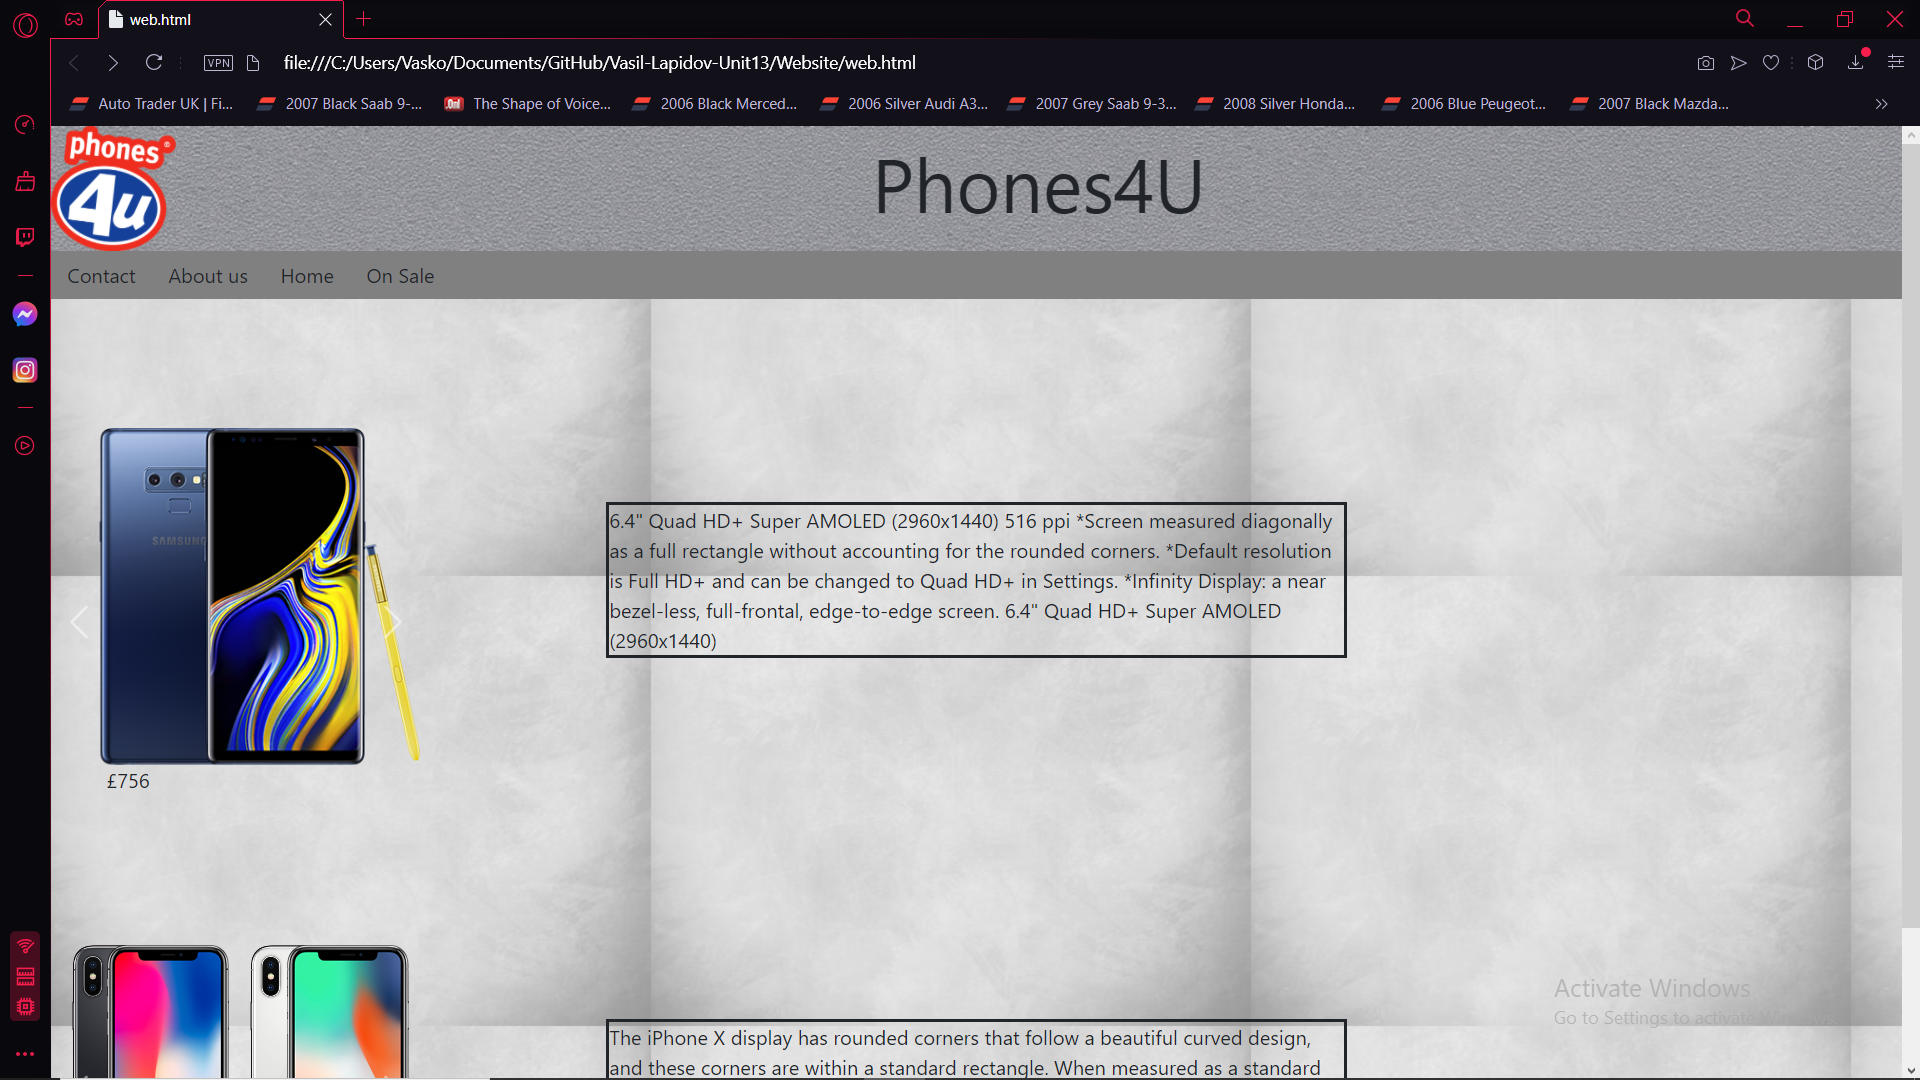 web.html
VPN
file:///C:/Users/Vasko/Documents/GitHub/Vasil-Lapidov-Unit13/Website/web.html
Auto Trader UK | Fi... 2007 Black Saab 9-... The Shape of Voice... 2006 Black Merced... 2006 Silver Audi A3... 2007 Grey Saab 9-3... 2008 Silver Honda... 2006 Blue Peugeot... 2007 Black Mazda...
phones
4u
Phones4U
Contact About us Home On Sale
SAMSUNG
6.4" Quad HD+ Super AMOLED (2960x1440) 516 ppi *Screen measured diagonally
as a full rectangle without accounting for the rounded corners. *Default resolution
is Full HD+ and can be changed to Quad HD+ in Settings. *Infinity Display: a near
bezel-less, full-frontal, edge-to-edge screen. 6.4" Quad HD+ Super AMOLED
(2960x1440)
£756
Activate Windows
Go to Settings to activate Windows.
The iPhone X display has rounded corners that follow a beautiful curved design,
and these corners are within a standard rectangle. When measured as a standard